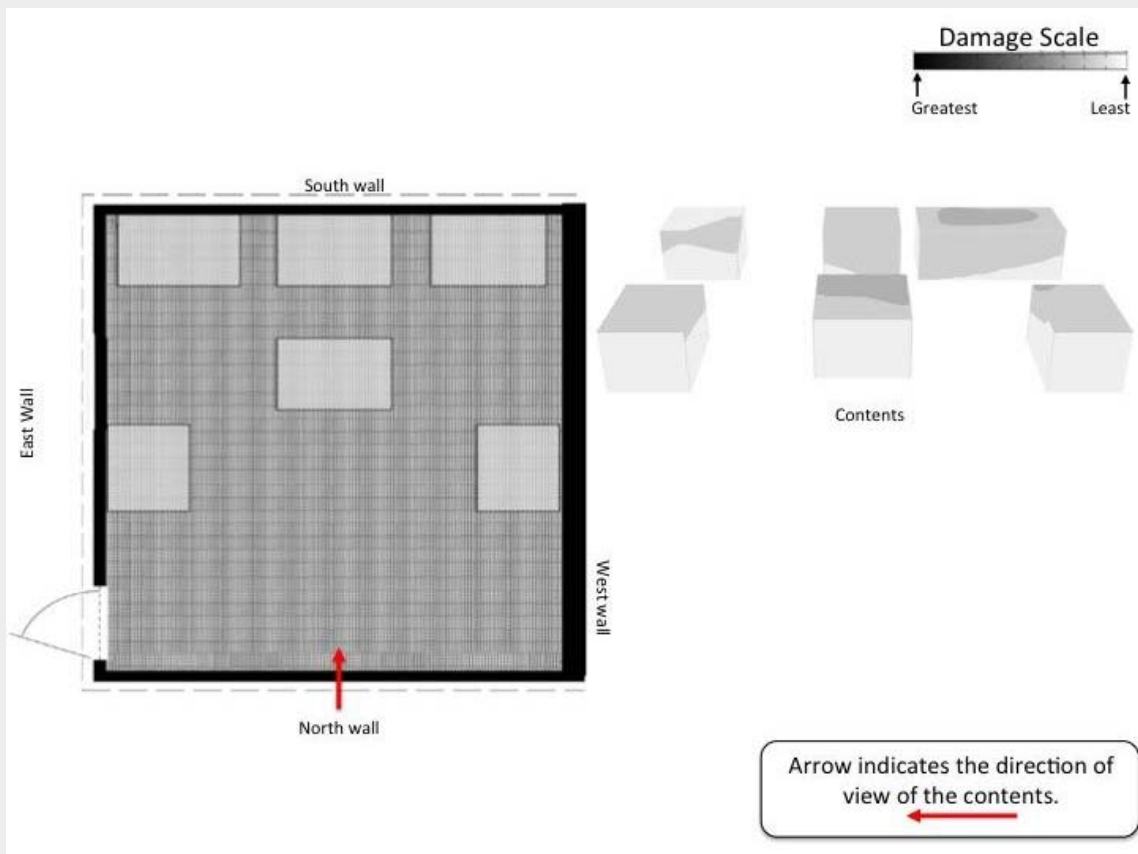 Damage Scale
Greatest
Least
South wall
East Wall
West wall
Contents
North wall
Arrow indicates the direction of
view of the contents.